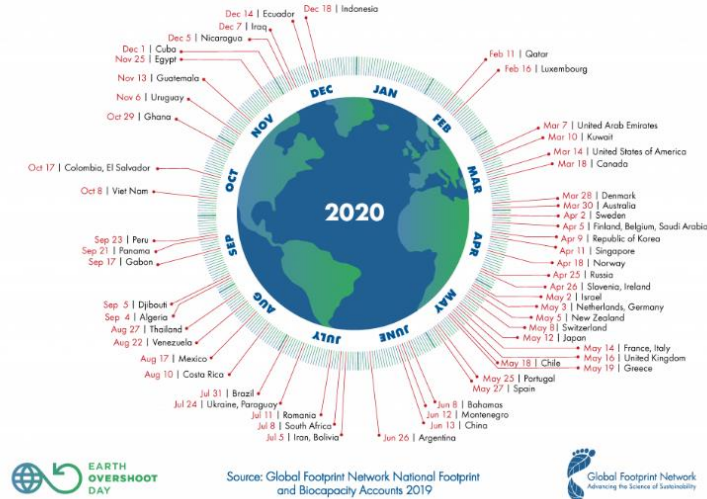 Dec 18 | Indonesia
Dec 14 | Ecuador
Dec 7 | Iraq
Dec 5 | Nicaragua
Dec 1 | Cuba
Nov 25 | Egypt
Nov 13 | Guatemala
Nov 6 | Uruguay
Oct 29 | Ghana
Oct 17 | Colombia, El Salvador
Oct 8 | Viet Nam
Sep 23 | Peru
Sep 21 | Panama
Sep 17 | Gabon
Sep 5 | Djibouti
Sep 4 | Algeria
Aug 27 | Thailand
Aug 22 | Venezuela
Aug 17 | Mexico
Aug 10 | Costa Rica
Jul 31 | Brazil
Jul 24 | Ukraine, Paraguay
Jul 11 | Romania
Jul 8 | South Africa
Jul 5 | Iran, Bolivia
Feb 11 | Qatar
Feb 16 | Luxembourg
Mar 7 | United Arab Emirates
Mar 10 | Kuwait
Mar 14 | United States of America
Mar 18 | Canada
Mar 28 | Denmark
Mar 30 | Australia
Apr 2 | Sweden
Apr 5 | Finland, Belgium, Saudi Arabia
Apr 9 | Republic of Korea
Apr 11 | Singapore
Apr 18 | Norway
Apr 25 | Russia
Apr 26 | Slovenia, Ireland
May 2 | Israel
May 3 | Netherlands, Germany
May 5 | New Zealand
May 8 | Switzerland
May 12 | Japan
May 14 | France, Italy
May 16 | United Kingdom
May 18 | Chile
May 19 | Greece
May 25 | Portugal
May 27 | Spain
Jun 8 | Bahamas
Jun 12 | Montenegro
Jun 13 | China
Jun 26 | Argentina
JAN
FEB
MAR
APR
MAY
JUNE
JULY
AUG
SEP
OCT
NOV
DEC
2020
EARTH
OVERSHOOT
DAY
Source: Global Footprint Network National Footprint
and Biocapacity Accounts 2019
Global Footprint Network
Advancing the Science of Sustainability